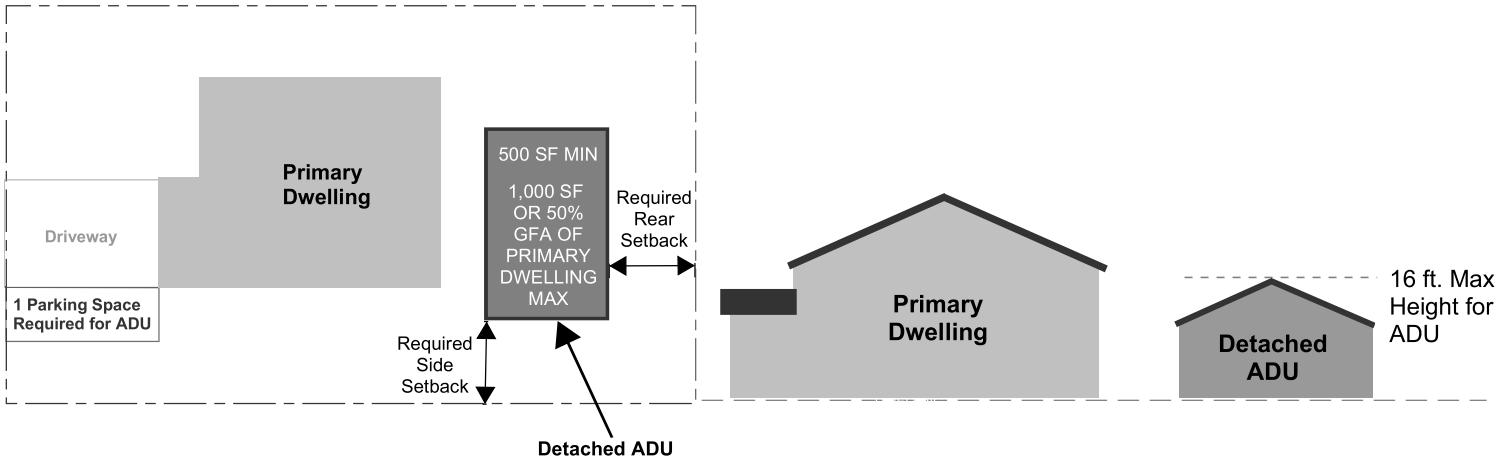 Primary
Dwelling
Driveway
1 Parking Space
Required for ADU
500 SF MIN
1,000 SF
OR 50%
GFA OF
PRIMARY
DWELLING
MAX
Required
Rear
Setback
Required
Side
Setback
Detached ADU
Primary
Dwelling
Detached
ADU
16 ft. Max
Height for
ADU